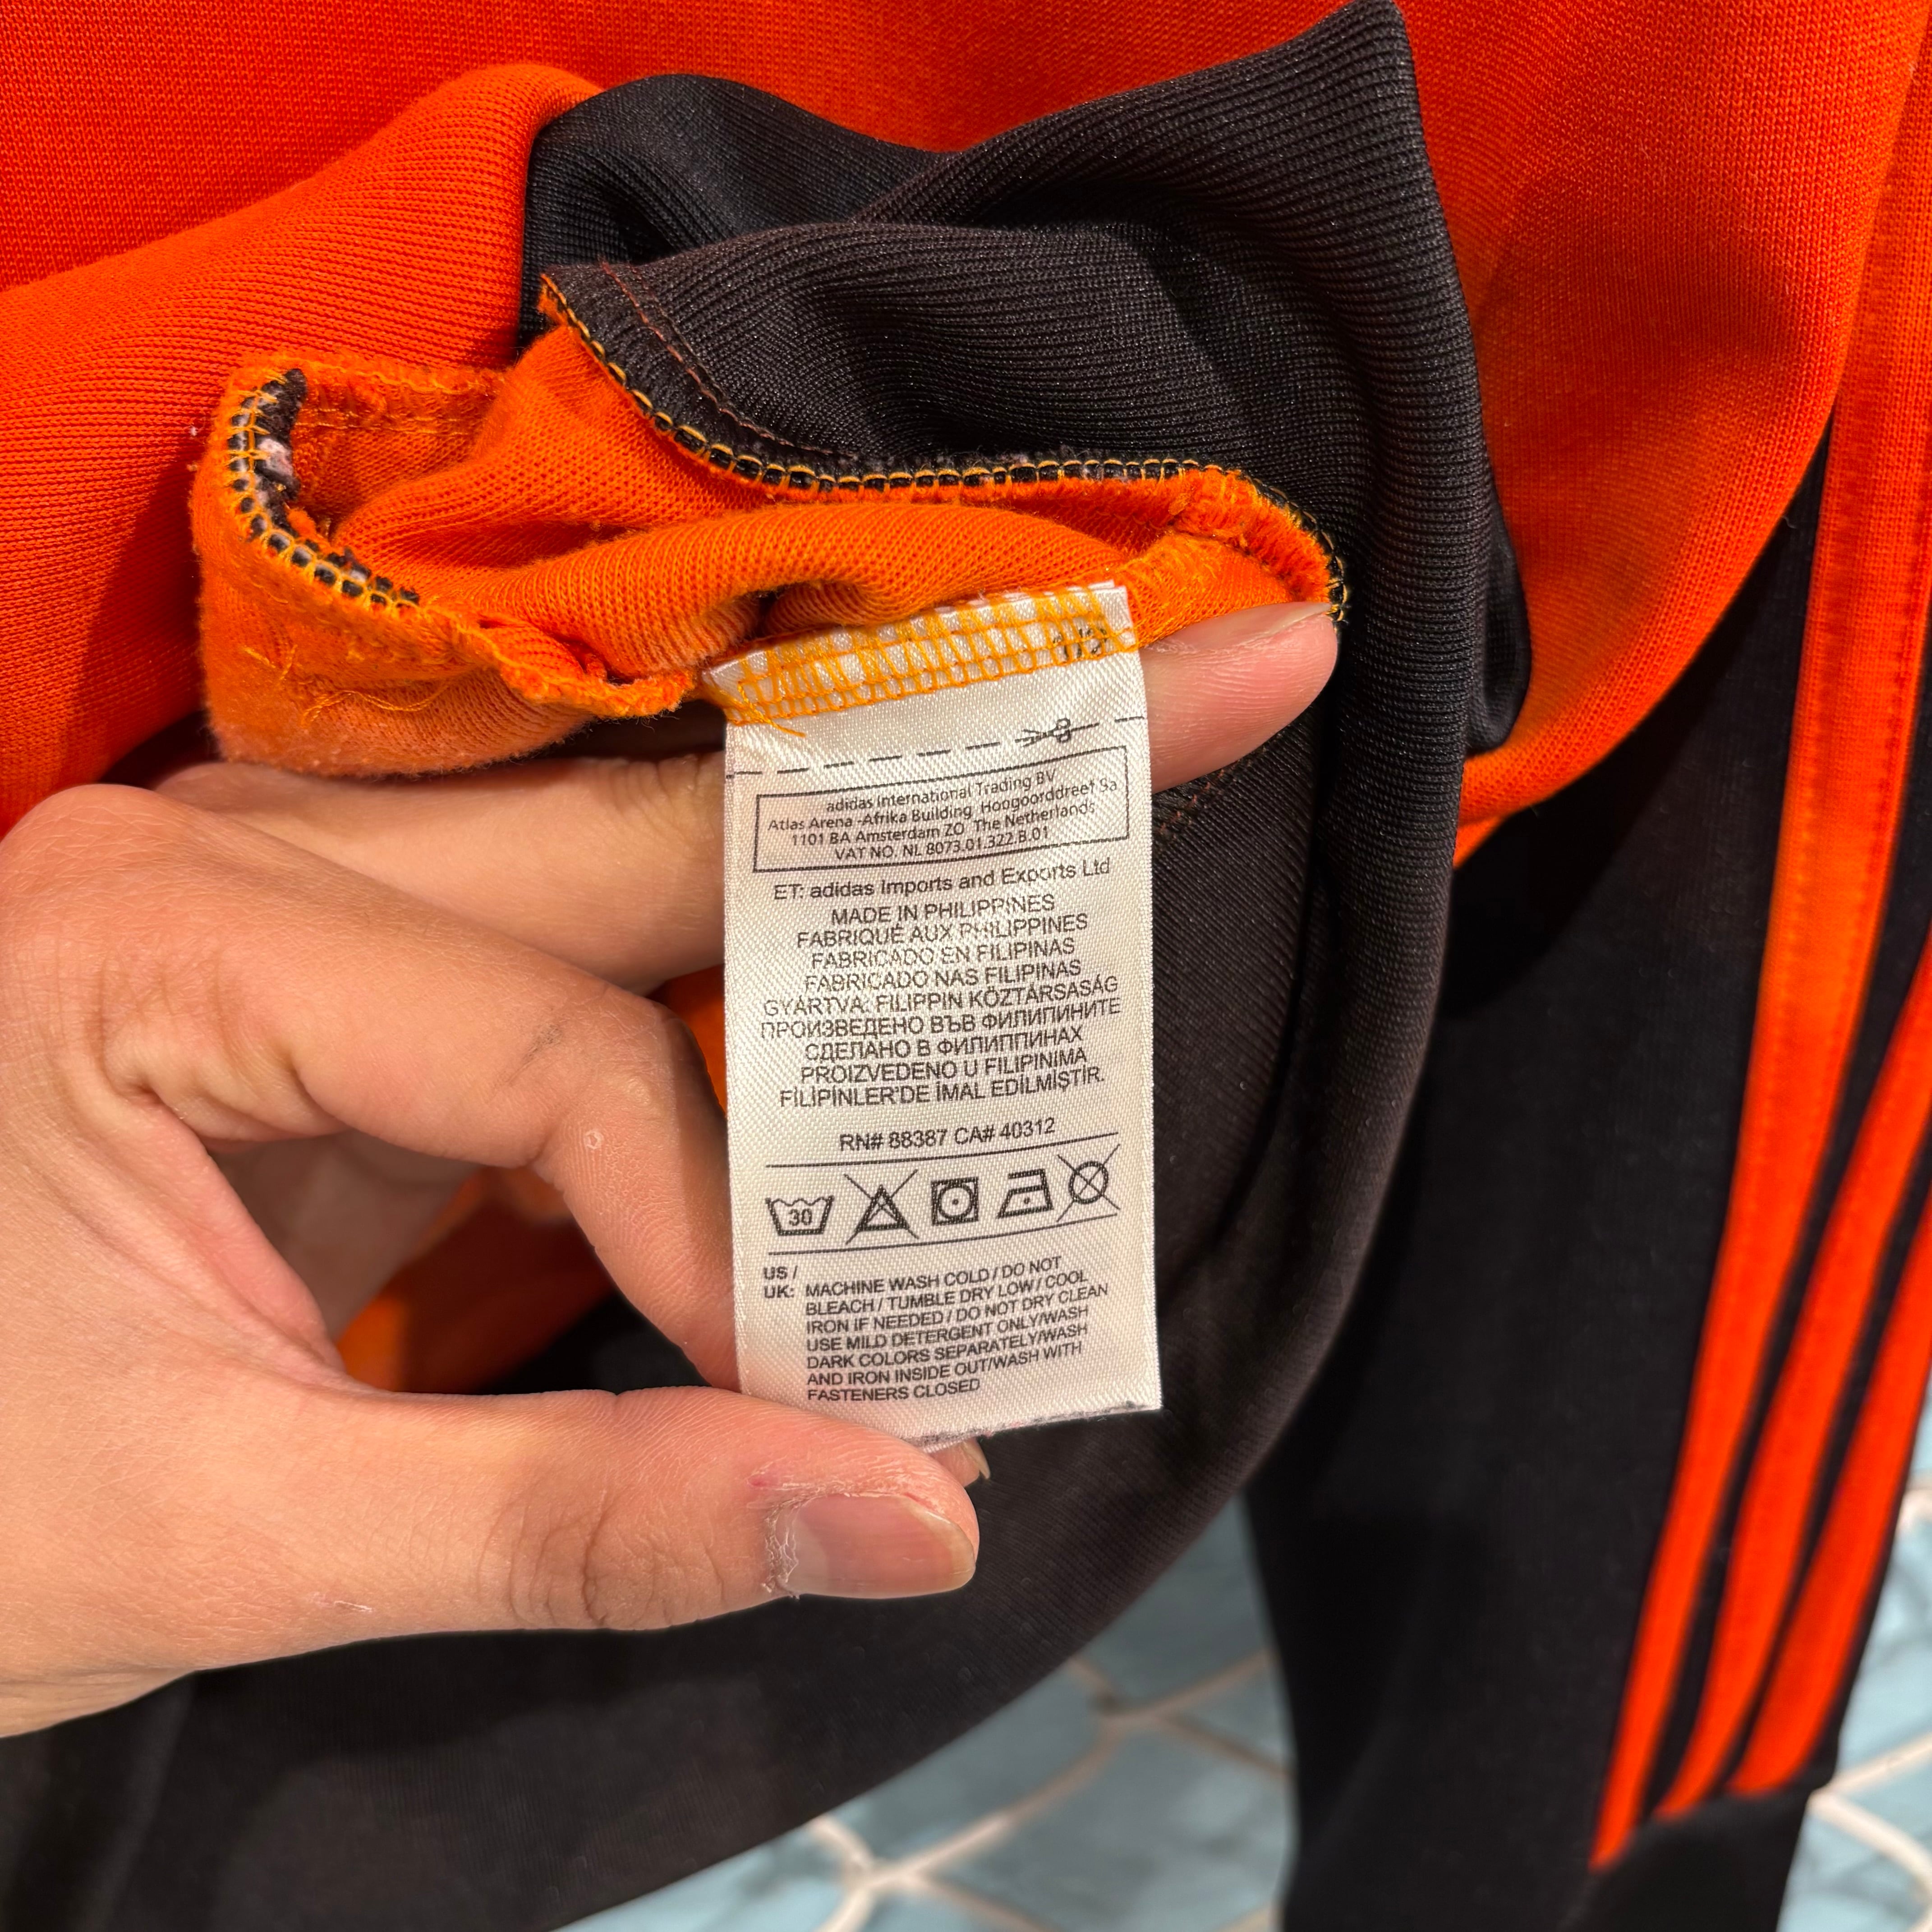 adidas International Trading BV
Atlas Arena -Afrika Building, Hoogoorddreef 9a
1101 BA Amsterdam ZO The Netherlands
VAT NO. NL 8073.01.322.B.01
ET: adidas Imports and Exports Ltd
MADE IN PHILIPPINES
FABRIQUÉ AUX PHILIPPINES
FABRICADO EN FILIPINAS
FABRICADO NAS FILIPINAS
GYÁRTVA: FILIPPIN KÖZTÁRSASÁG
ПРОИЗВЕДЕНО ВЪВ ФИЛИПИНИТЕ
СДЕЛАНО В ФИЛИППИНАХ
PROIZVEDENO U FILIPINIMA
FİLİPİNLER'DE İMAL EDİLMİŞTİR.
RN# 88387 CA# 40312
30
US /
UK: MACHINE WASH COLD / DO NOT
BLEACH / TUMBLE DRY LOW / COOL
IRON IF NEEDED / DO NOT DRY CLEAN
USE MILD DETERGENT ONLY/WASH
DARK COLORS SEPARATELY/WASH
AND IRON INSIDE OUT/WASH WITH
FASTENERS CLOSED